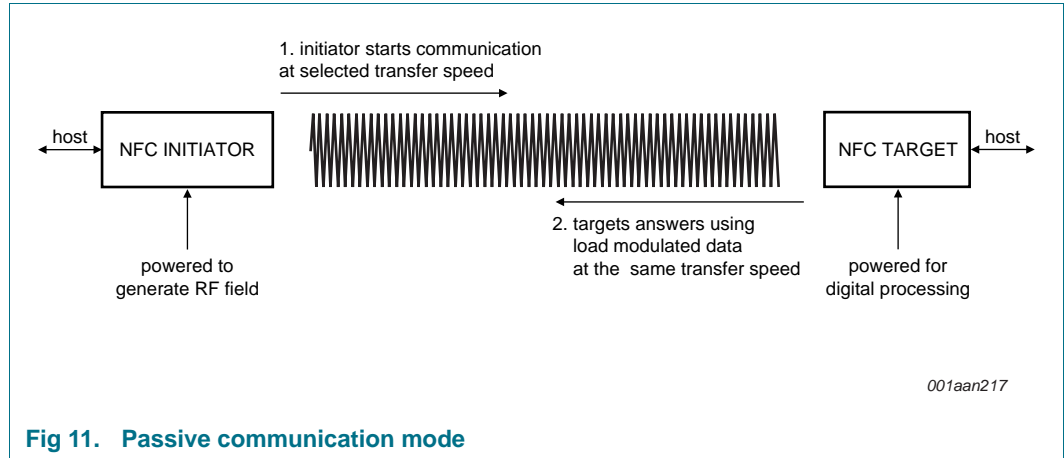 1. initiator starts communication
at selected transfer speed
host
NFC INITIATOR
NFC TARGET
host
2. targets answers using
load modulated data
at the same transfer speed
powered to
generate RF field
powered for
digital processing
001aan217
Fig 11. Passive communication mode